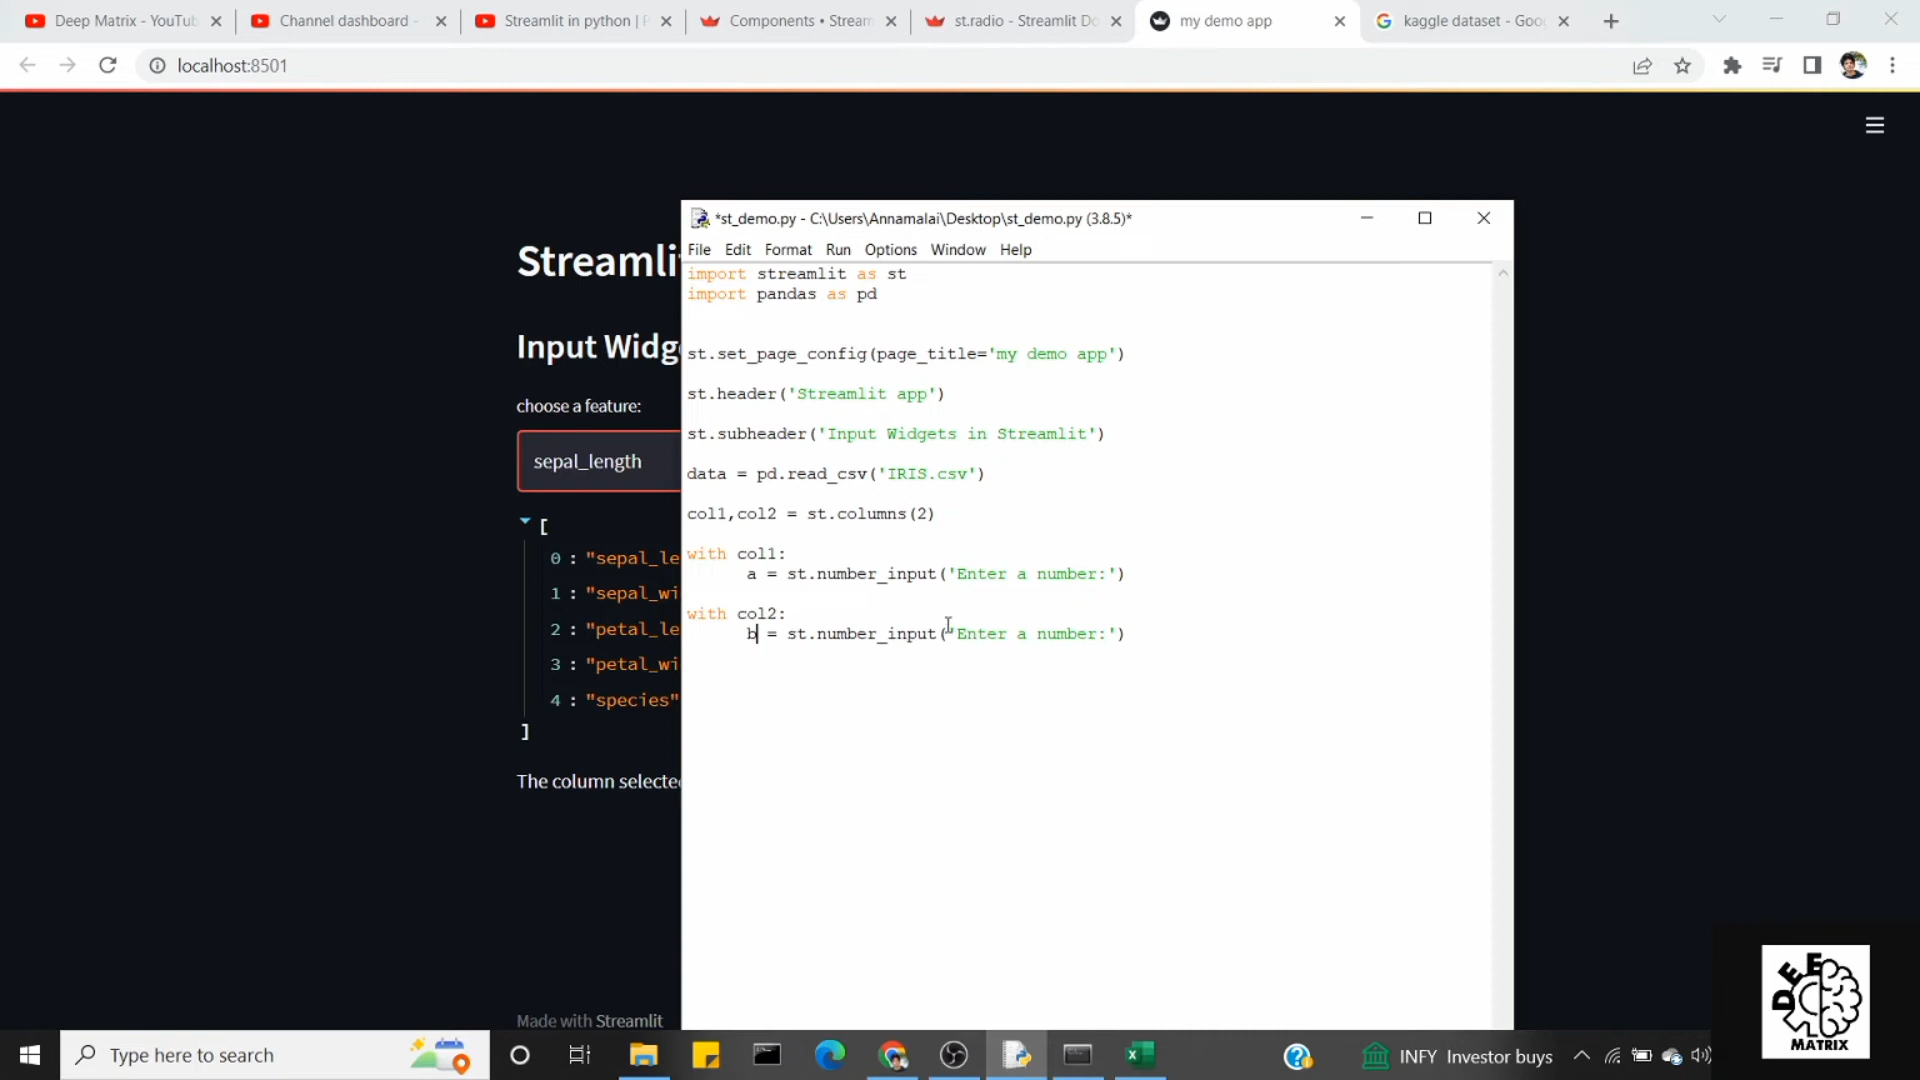 Deep Matrix - YouTub
Channel dashboard -
Streamlit in python | P
Components • Stream
st.radio - Streamlit Do
my demo app
kaggle dataset - Goo
localhost:8501
Streamli
Input Widg
choose a feature:
sepal_length
[
0 : "sepal_le
1 : "sepal_wi
2 : "petal_le
3 : "petal_wi
4 : "species"
]
The column selecte
Made with Streamlit
*st_demo.py - C:\Users\Annamalai\Desktop\st_demo.py (3.8.5)*
File Edit Format Run Options Window Help
import streamlit as st
import pandas as pd
st.set_page_config(page_title='my demo app')
st.header('Streamlit app')
st.subheader('Input Widgets in Streamlit')
data = pd.read_csv('IRIS.csv')
col1,col2 = st.columns(2)
with col1:
a = st.number_input('Enter a number:')
with col2:
b = st.number_input('Enter a number:')
DEEP
MATRIX
Type here to search
INFY Investor buys